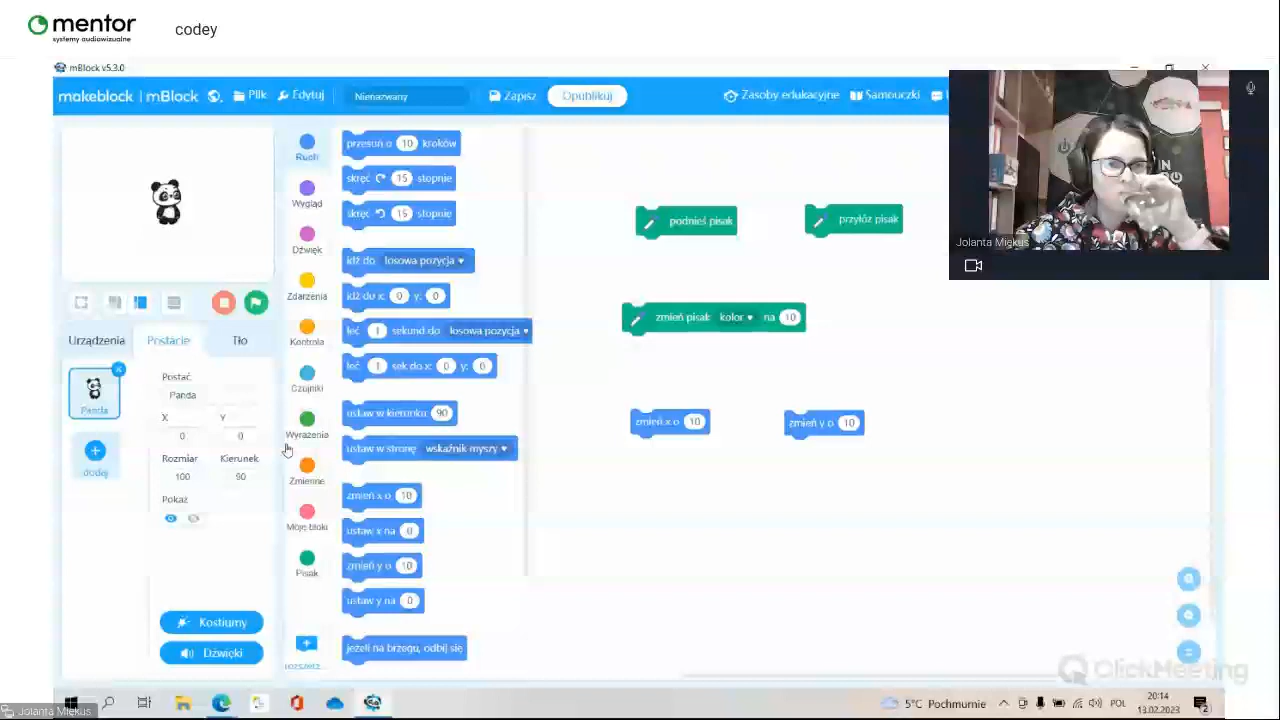 mentor
systemy audiowizualne
codey
mBlock v5.3.0
makeblock | mBlock
Plik
Edytuj
Nienazwany
Zapisz
Opublikuj
Zasoby edukacyjne
Samouczki
Jolanta Miękus
Urządzenia
Postacie
Tło
Panda
dodaj
Postać
Panda
X
Y
0
0
Rozmiar
Kierunek
100
90
Pokaż
Kostiumy
Dźwięki
Ruch
Wygląd
Dźwięk
Zdarzenia
Kontrola
Czujniki
Wyrażenia
Zmienne
Moje bloki
Pisak
rozszerz...
przesuń o 10 kroków
skręć 15 stopnie
skręć 15 stopnie
idź do losowa pozycja
idź do x: 0 y: 0
leć 1 sekund do losowa pozycja
leć 1 sek do x: 0 y: 0
ustaw w kierunku 90
ustaw w stronę wskaźnik myszy
zmień x o 10
ustaw x na 0
zmień y o 10
ustaw y na 0
jeżeli na brzegu, odbij się
podnieś pisak
przyłóż pisak
zmień pisak kolor na 10
zmień x o 10
zmień y o 10
ClickMeeting
Jolanta Miękus
5°C Pochmurnie
POL
20:14
13.02.2023
2